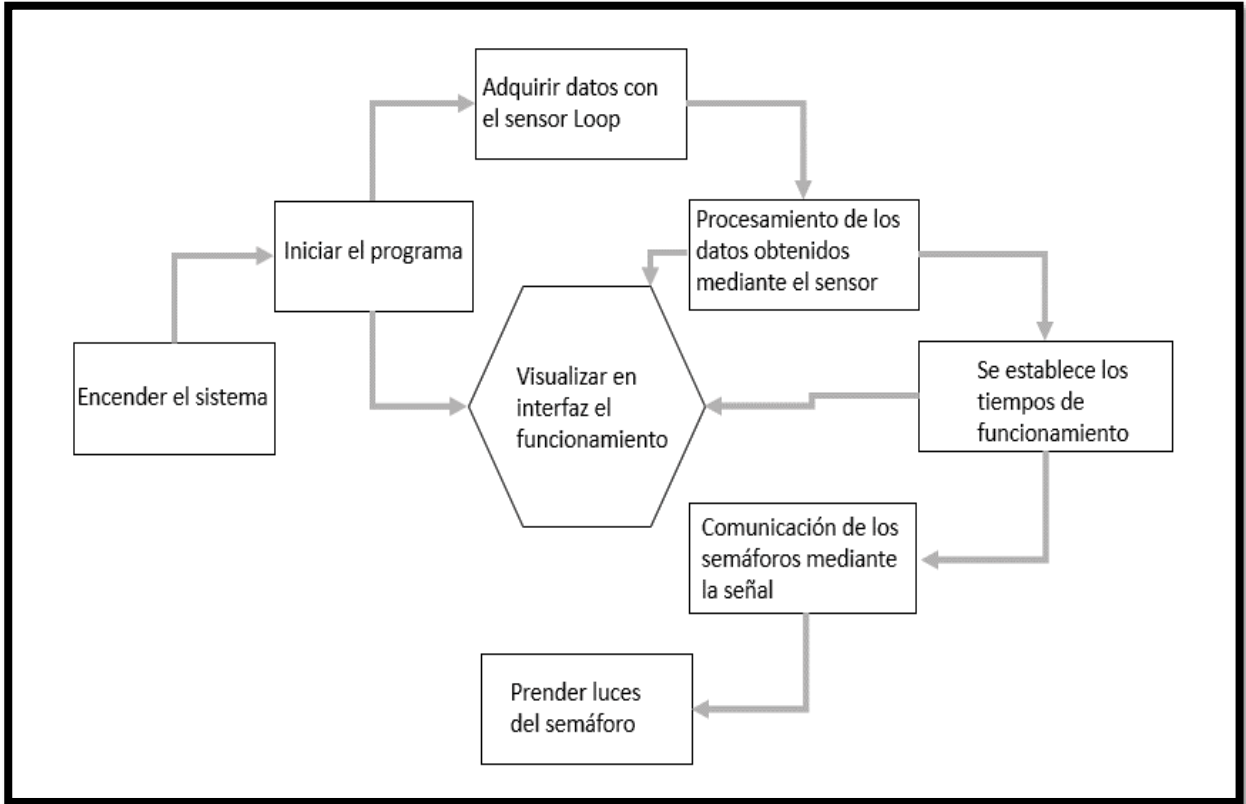 Adquirir datos con
el sensor Loop
Procesamiento de los
datos obtenidos
mediante el sensor
Iniciar el programa
Encender el sistema
Visualizar en
interfaz el
funcionamiento
Se establece los
tiempos de
funcionamiento
Comunicación de los
semáforos mediante
la señal
Prender luces
del semáforo